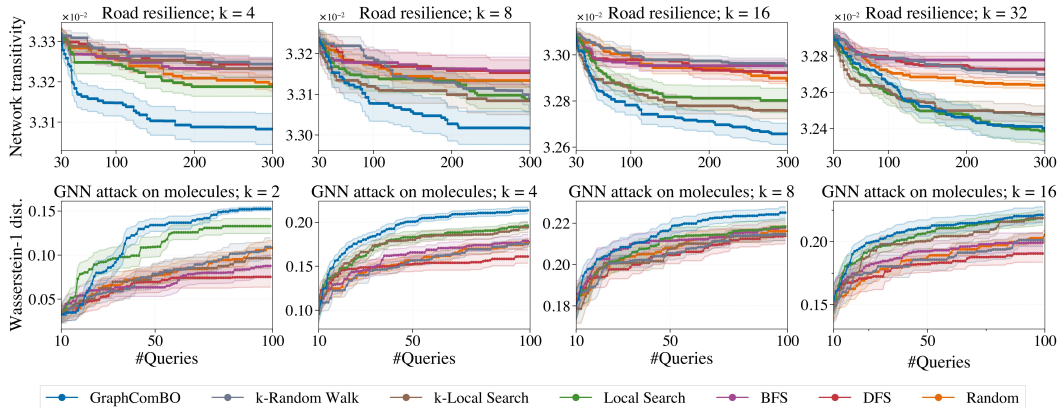 Road resilience; k = 4
Road resilience; k = 8
Road resilience; k = 16
Road resilience; k = 32
Network transitivity
×10⁻²
3.33
3.32
3.31
30
100
200
300
×10⁻²
3.32
3.31
3.30
30
100
200
300
×10⁻²
3.30
3.28
3.26
30
100
200
300
×10⁻²
3.28
3.26
3.24
30
100
200
300
GNN attack on molecules; k = 2
GNN attack on molecules; k = 4
GNN attack on molecules; k = 8
GNN attack on molecules; k = 16
Wasserstein-1 dist.
0.15
0.10
0.05
10
50
100
#Queries
0.20
0.15
0.10
10
50
100
#Queries
0.22
0.20
0.18
10
50
100
#Queries
0.20
0.15
10
50
100
#Queries
GraphComBO
k-Random Walk
k-Local Search
Local Search
BFS
DFS
Random